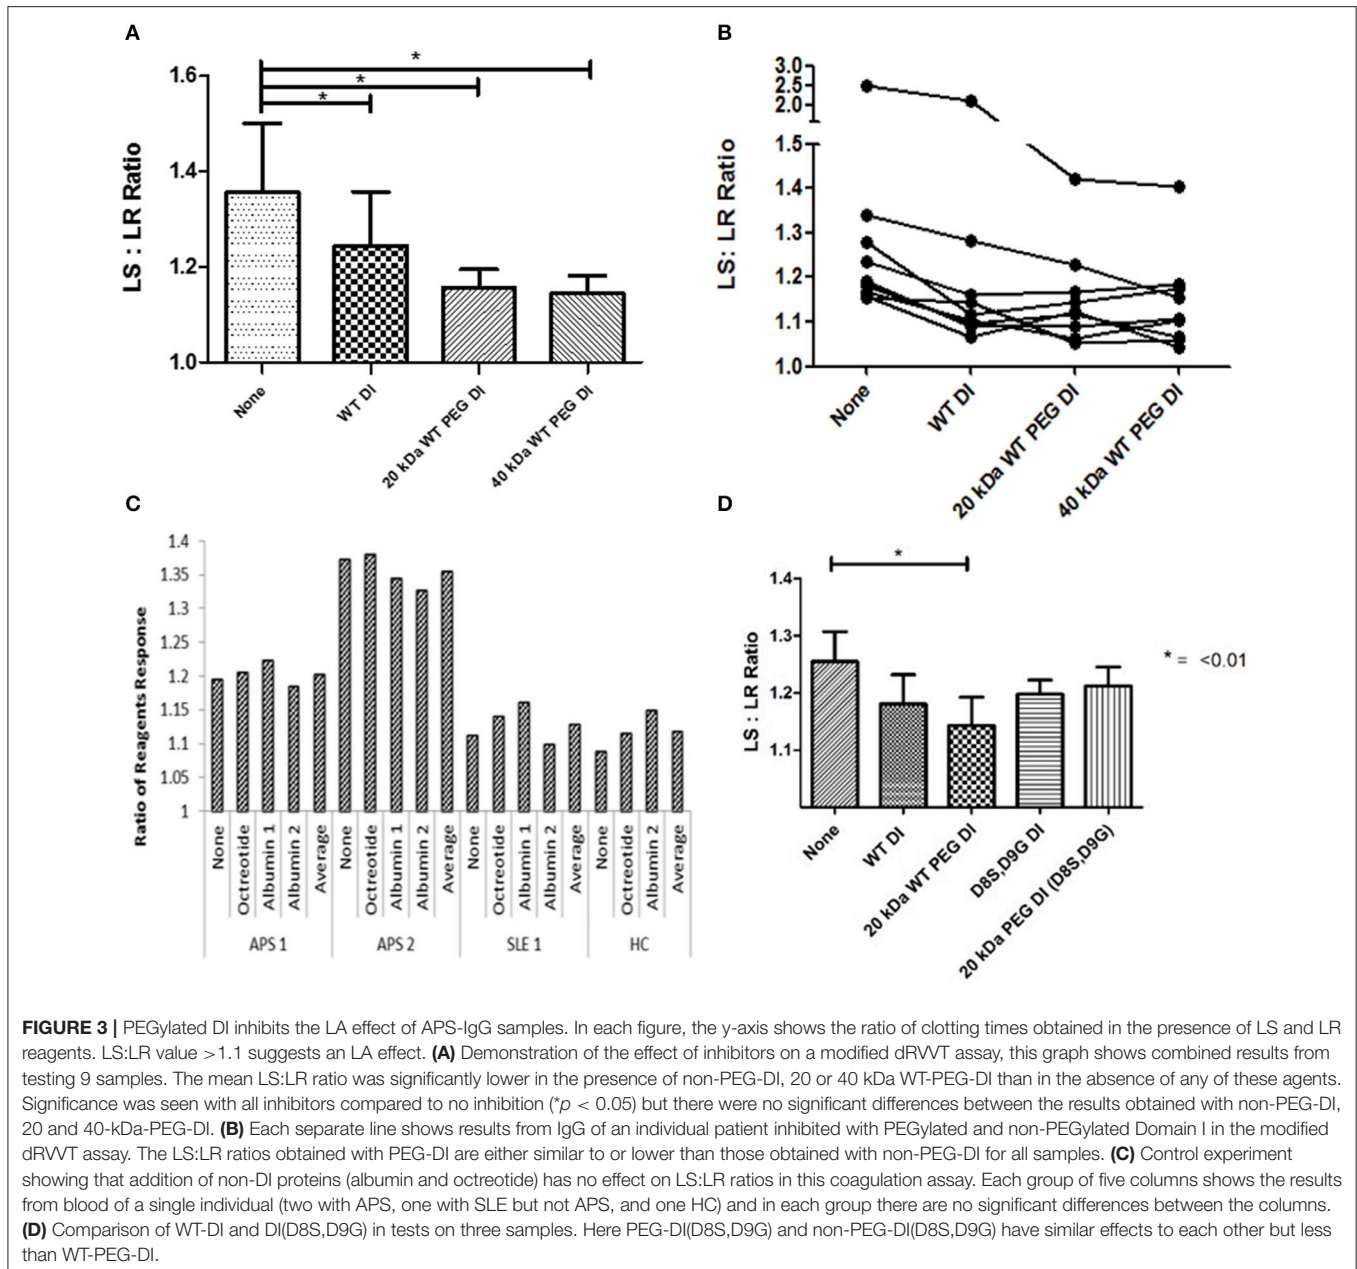 A
1.6
1.4
1.2
1.0
LS : LR Ratio
*
*
*
None
WT DI
20 kDa WT PEG DI
40 kDa WT PEG DI
B
3.0
2.5
2.0
1.5
1.4
1.3
1.2
1.1
1.0
LS: LR Ratio
None
WT DI
20 kDa WT PEG DI
40 kDa WT PEG DI
C
Ratio of Reagents Response
1.4
1.35
1.3
1.25
1.2
1.15
1.1
1.05
1
None
Octreotide
Albumin 1
Albumin 2
Average
None
Octreotide
Albumin 1
Albumin 2
Average
None
Octreotide
Albumin 1
Albumin 2
Average
None
Octreotide
Albumin 2
Average
APS 1
APS 2
SLE 1
HC
D
LS : LR Ratio
1.4
1.3
1.2
1.1
*
* = <0.01
None
WT DI
20 kDa WT PEG DI
D8S,D9G DI
20 kDa PEG DI (D8S,D9G)
FIGURE 3 | PEGylated DI inhibits the LA effect of APS-IgG samples. In each figure, the y-axis shows the ratio of clotting times obtained in the presence of LS and LR
reagents. LS:LR value >1.1 suggests an LA effect. (A) Demonstration of the effect of inhibitors on a modified dRVVT assay, this graph shows combined results from
testing 9 samples. The mean LS:LR ratio was significantly lower in the presence of non-PEG-DI, 20 or 40 kDa WT-PEG-DI than in the absence of any of these agents.
Significance was seen with all inhibitors compared to no inhibition (*p < 0.05) but there were no significant differences between the results obtained with non-PEG-DI,
20 and 40-kDa-PEG-DI. (B) Each separate line shows results from IgG of an individual patient inhibited with PEGylated and non-PEGylated Domain I in the modified
dRVVT assay. The LS:LR ratios obtained with PEG-DI are either similar to or lower than those obtained with non-PEG-DI for all samples. (C) Control experiment
showing that addition of non-DI proteins (albumin and octreotide) has no effect on LS:LR ratios in this coagulation assay. Each group of five columns shows the results
from blood of a single individual (two with APS, one with SLE but not APS, and one HC) and in each group there are no significant differences between the columns.
(D) Comparison of WT-DI and DI(D8S,D9G) in tests on three samples. Here PEG-DI(D8S,D9G) and non-PEG-DI(D8S,D9G) have similar effects to each other but less
than WT-PEG-DI.